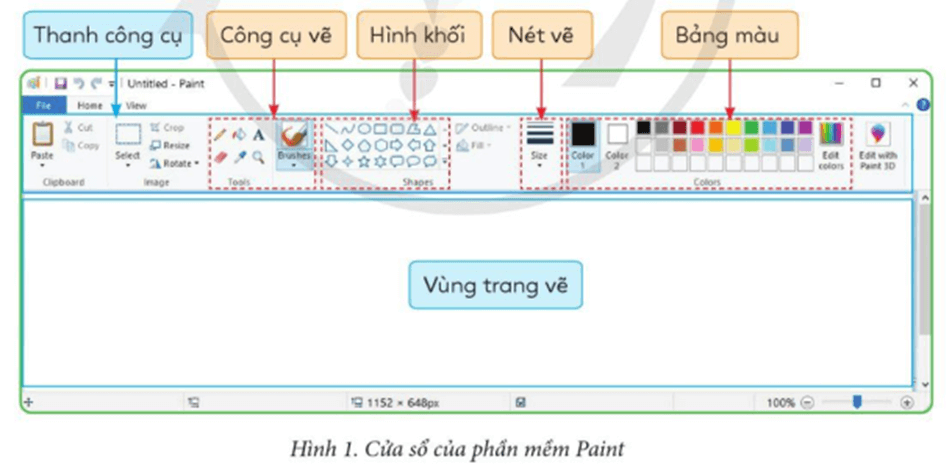 Thanh công cụ
Công cụ vẽ
Hình khối
Nét vẽ
Bảng màu
Untitled - Paint
File Home View
Paste
Cut
Copy
Clipboard
Select
Crop
Resize
Rotate
Image
Brushes
Tools
Outline
Fill
Shapes
Size
Color 1
Color 2
Edit colors
Colors
Edit with Paint 3D
Vùng trang vẽ
1152 × 648px
100%
Hình 1. Cửa sổ của phần mềm Paint